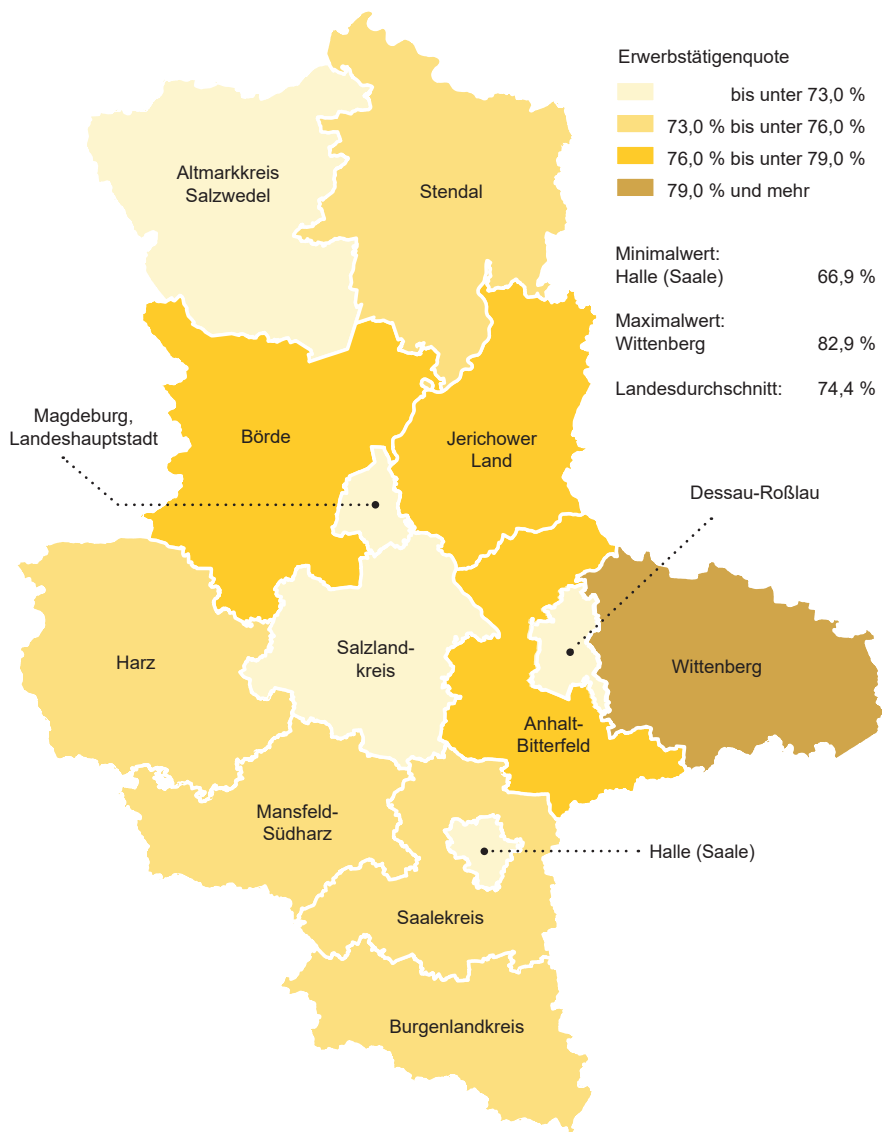 Erwerbstätigenquote
bis unter 73,0 %
73,0 % bis unter 76,0 %
76,0 % bis unter 79,0 %
79,0 % und mehr
Minimalwert:
Halle (Saale) 66,9 %
Maximalwert:
Wittenberg 82,9 %
Landesdurchschnitt: 74,4 %
Altmarkkreis
Salzwedel
Stendal
Magdeburg,
Landeshauptstadt
Börde
Jerichower
Land
Dessau-Roßlau
Harz
Salzland-
kreis
Wittenberg
Anhalt-
Bitterfeld
Mansfeld-
Südharz
Halle (Saale)
Saalekreis
Burgenlandkreis